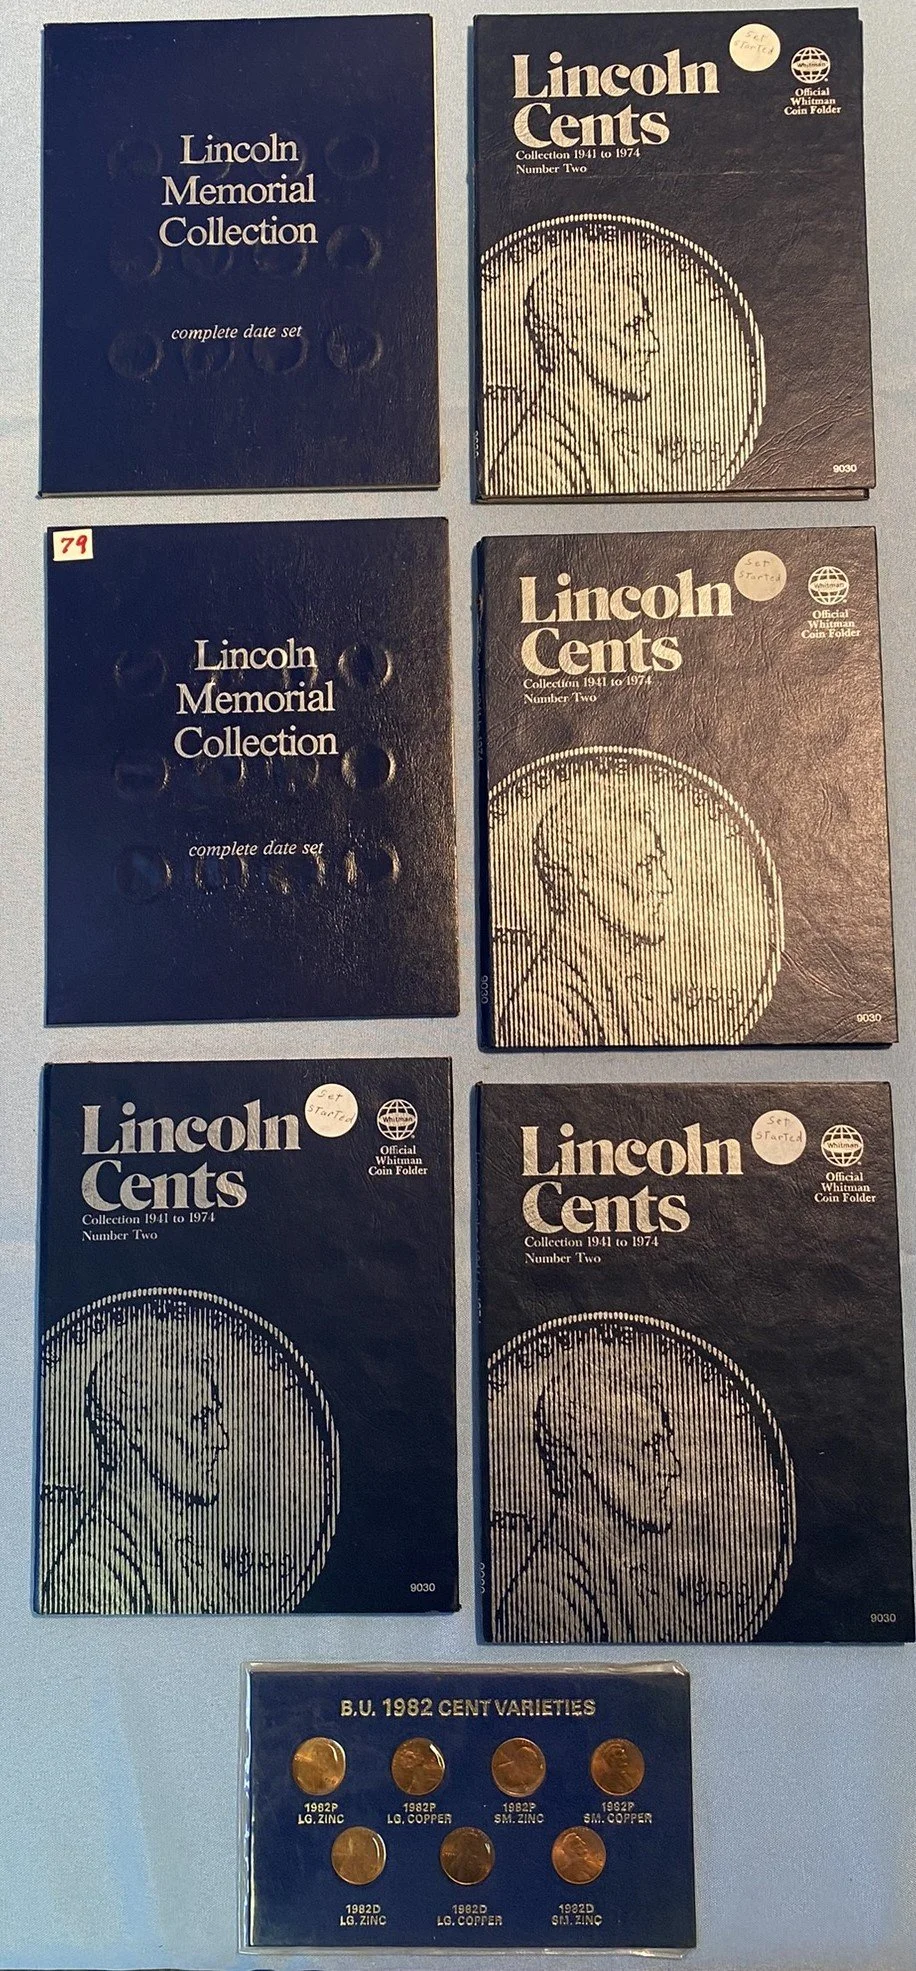 Lincoln
Memorial
Collection
complete date set
Set
Started
Lincoln
Cents
Collection 1941 to 1974
Number Two
Whitman
Official
Whitman
Coin Folder
9030
79
Lincoln
Memorial
Collection
complete date set
Set
Started
Lincoln
Cents
Collection 1941 to 1974
Number Two
Whitman
Official
Whitman
Coin Folder
9030
9030
Set
Started
Lincoln
Cents
Collection 1941 to 1974
Number Two
Whitman
Official
Whitman
Coin Folder
9030
Set
Started
Lincoln
Cents
Collection 1941 to 1974
Number Two
Whitman
Official
Whitman
Coin Folder
9030
B.U. 1982 CENT VARIETIES
1982P
LG. ZINC
1982P
LG. COPPER
1982P
SM. ZINC
1982P
SM. COPPER
1982D
LG. ZINC
1982D
LG. COPPER
1982D
SM. ZINC